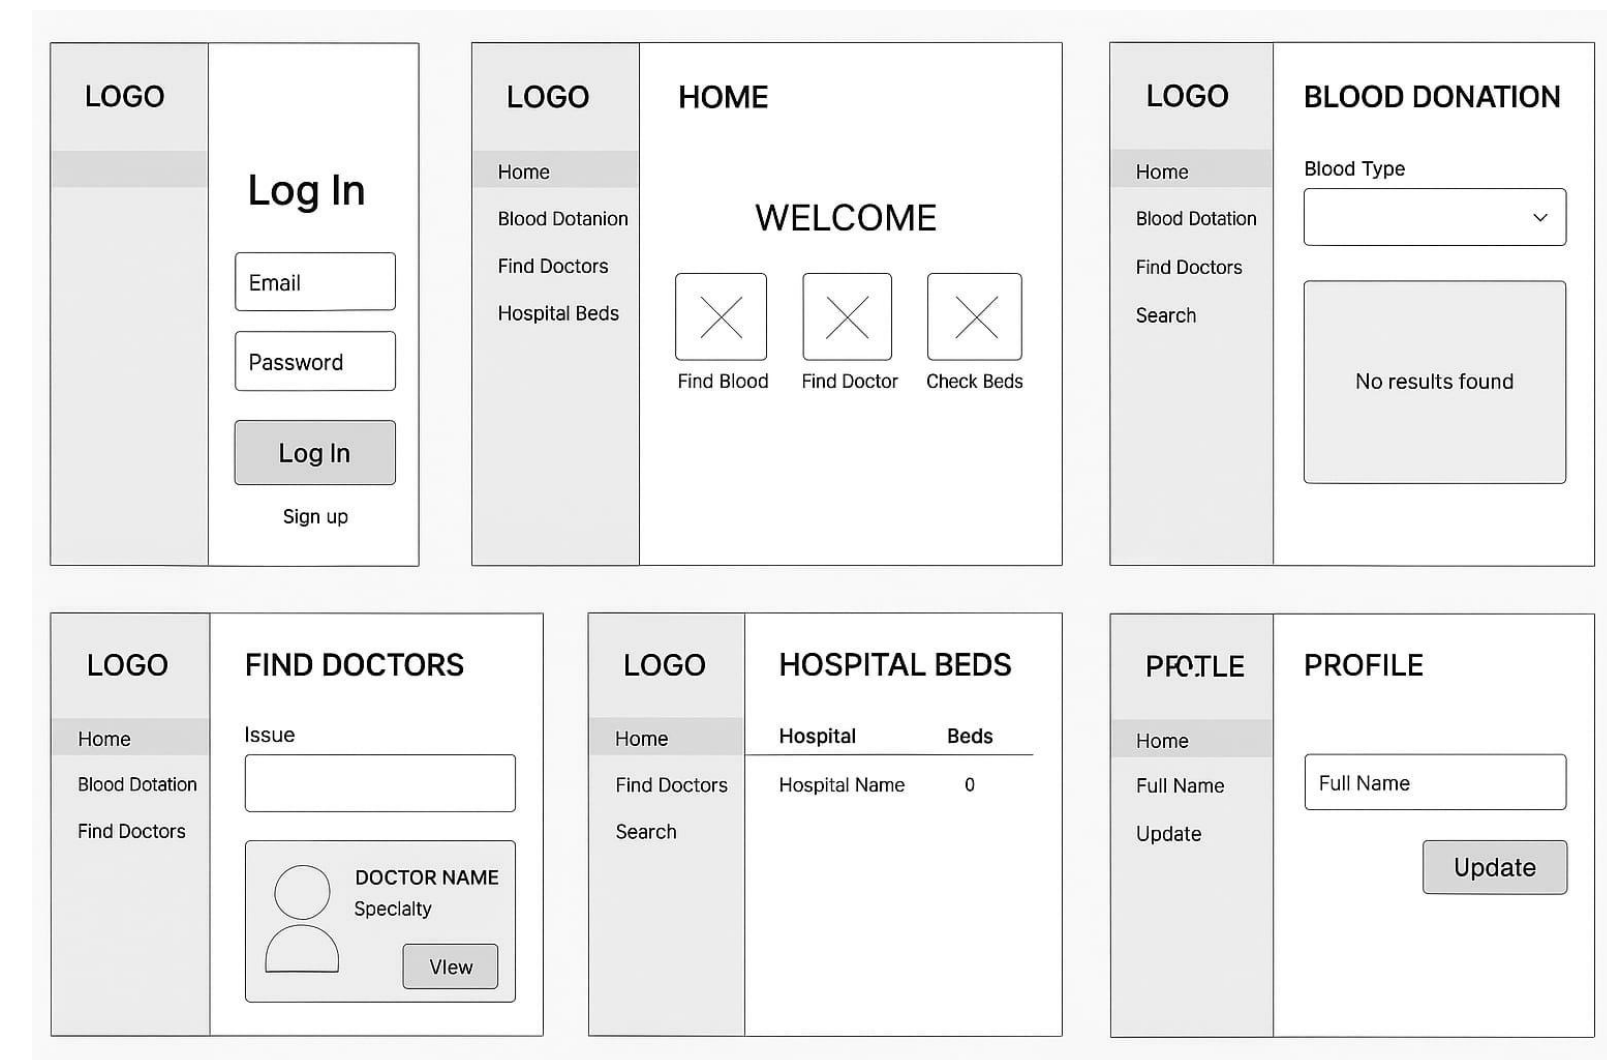 LOGO
Log In
Email
Password
Log In
Sign up
LOGO
Home
Blood Dotanion
Find Doctors
Hospital Beds
HOME
WELCOME
Find Blood
Find Doctor
Check Beds
LOGO
Home
Blood Dotation
Find Doctors
Search
BLOOD DONATION
Blood Type
No results found
LOGO
Home
Blood Dotation
Find Doctors
FIND DOCTORS
Issue
DOCTOR NAME
Specialty
VIew
LOGO
Home
Find Doctors
Search
HOSPITAL BEDS
Hospital Beds
Hospital Name 0
Home
Full Name
Update
PROFILE
Full Name
Update